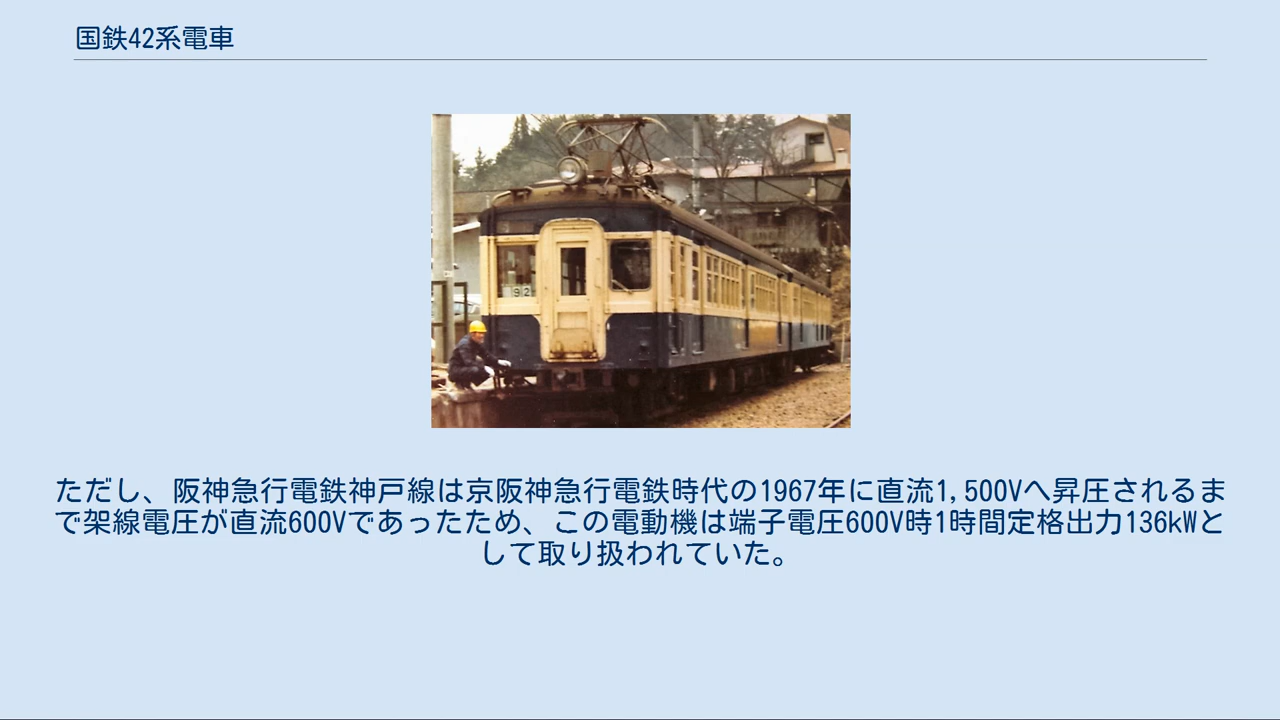 国鉄42系電車
92
ただし、阪神急行電鉄神戸線は京阪神急行電鉄時代の1967年に直流1,500Vへ昇圧されるま
で架線電圧が直流600Vであったため、この電動機は端子電圧600V時1時間定格出力136kWと
して取り扱われていた。